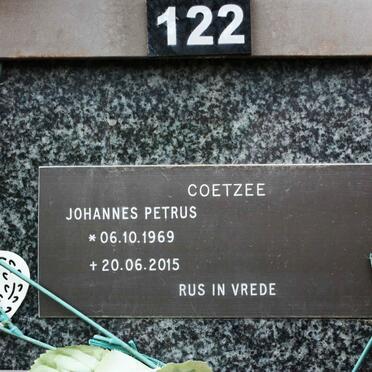 122
COETZEE
JOHANNES PETRUS
* 06.10.1969
+ 20.06.2015
RUS IN VREDE